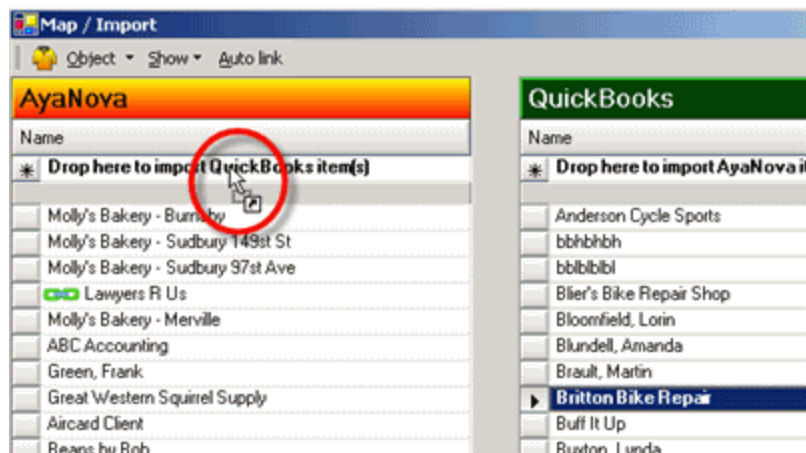 Map / Import
Object Show Auto link
AyaNova
Name
Drop here to import QuickBooks item(s)
Molly's Bakery - Burnaby
Molly's Bakery - Sudbury 149st St
Molly's Bakery - Sudbury 97st Ave
Lawyers R Us
Molly's Bakery - Merville
ABC Accounting
Green, Frank
Great Western Squirrel Supply
Aircard Client
Beans by Bob
QuickBooks
Name
Drop here to import AyaNova it
Anderson Cycle Sports
bbhbhbh
bblblblbl
Blier's Bike Repair Shop
Bloomfield, Lorin
Blundell, Amanda
Brault, Martin
Britton Bike Repair
Buff It Up
Buxton, Lynda